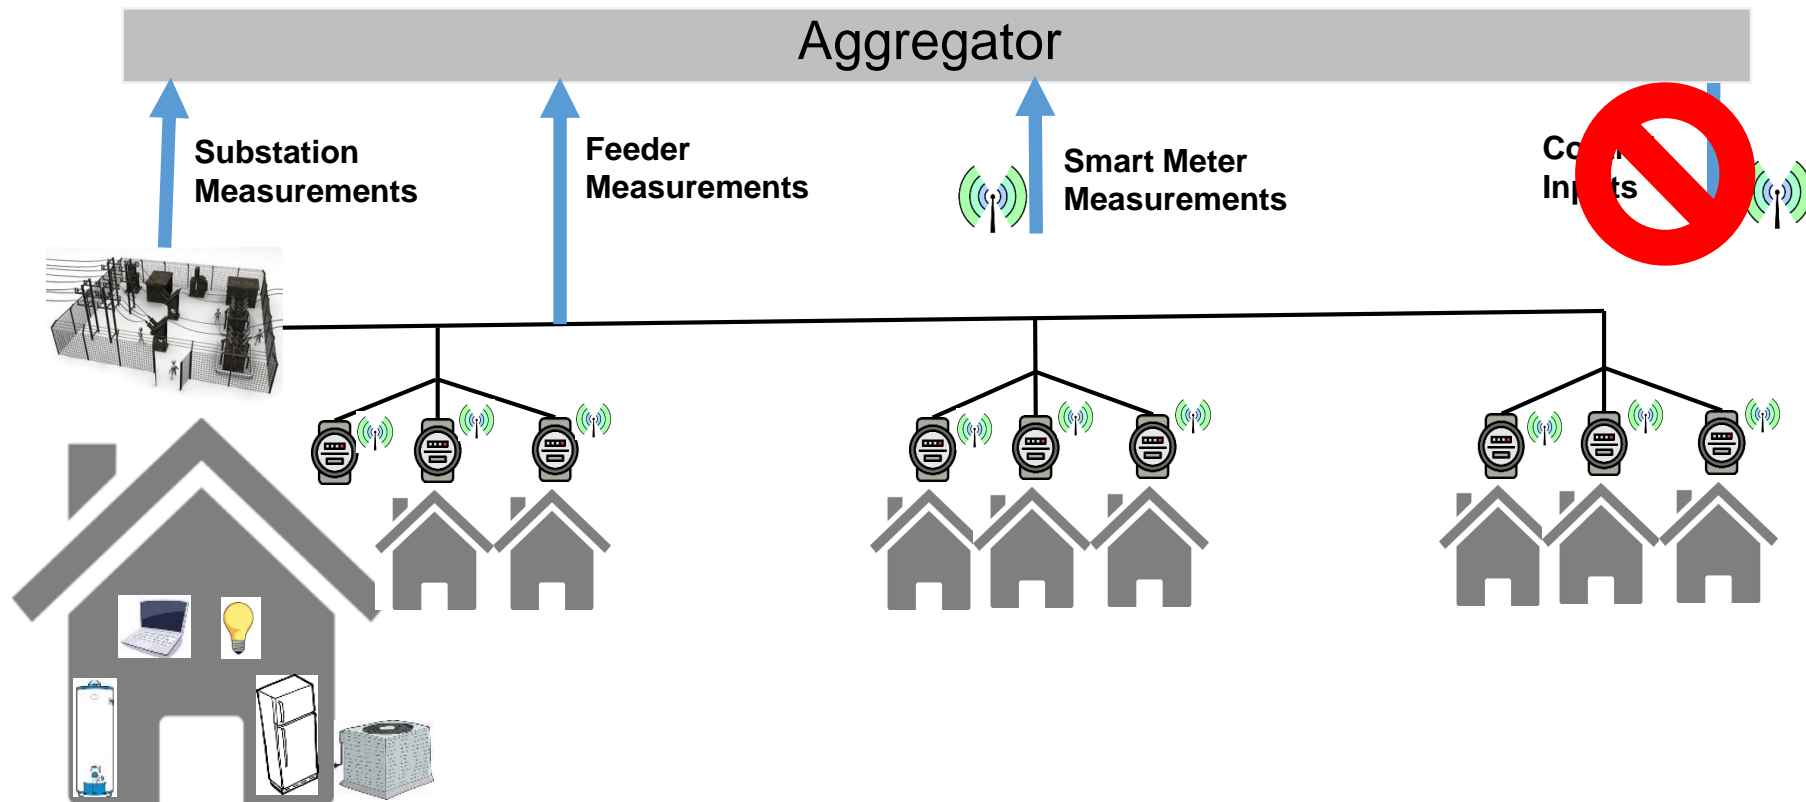 Aggregator
Substation
Measurements
Feeder
Measurements
Smart Meter
Measurements